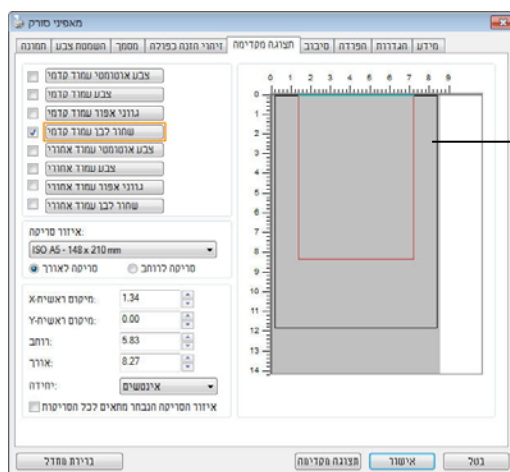 מאפיני סורק
תמונה השמטת צבע מסמך זיהוי הזנה כפולה תצוגה מקדימה סיבוב הפרדה הגדרות מידע
צבע אוטומטי עמוד קדמי
צבע עמוד קדמי
גווני אפור עמוד קדמי
שחור לבן עמוד קדמי
צבע אוטומטי עמוד אחורי
צבע עמוד אחורי
גווני אפור עמוד אחורי
שחור לבן עמוד אחורי
0 1 2 3 4 5 6 7 8 9
0
1
2
3
4
5
6
7
8
9
10
11
12
13
14
איזור סריקה:
ISO A5 - 148 x 210 mm
סריקה לאורך סריקה לרוחב
מיקום ראשית-X: 1.34
מיקום ראשית-Y: 0.00
רוחב: 5.83
אורך: 8.27
יחידה: אינטשים
איזור הסריקה הנבחר מתאים לכל הסריקות
ברירת מחדל תצוגה מקדימה אישור בטל